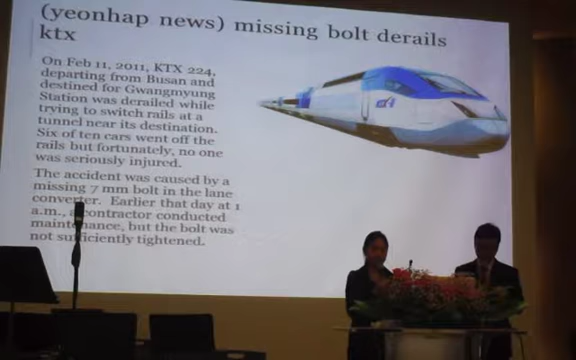 (yeonhap news) missing bolt derails
ktx
On Feb 11, 2011, KTX 224,
departing from Busan and
destined for Gwangmyung
Station was derailed while
trying to switch rails at a
tunnel near its destination.
Six of ten cars went off the
rails but fortunately, no one
was seriously injured.
The accident was caused by a
missing 7 mm bolt in the lane
converter. Earlier that day at 1
a.m., a contractor conducted
maintenance, but the bolt was
not sufficiently tightened.